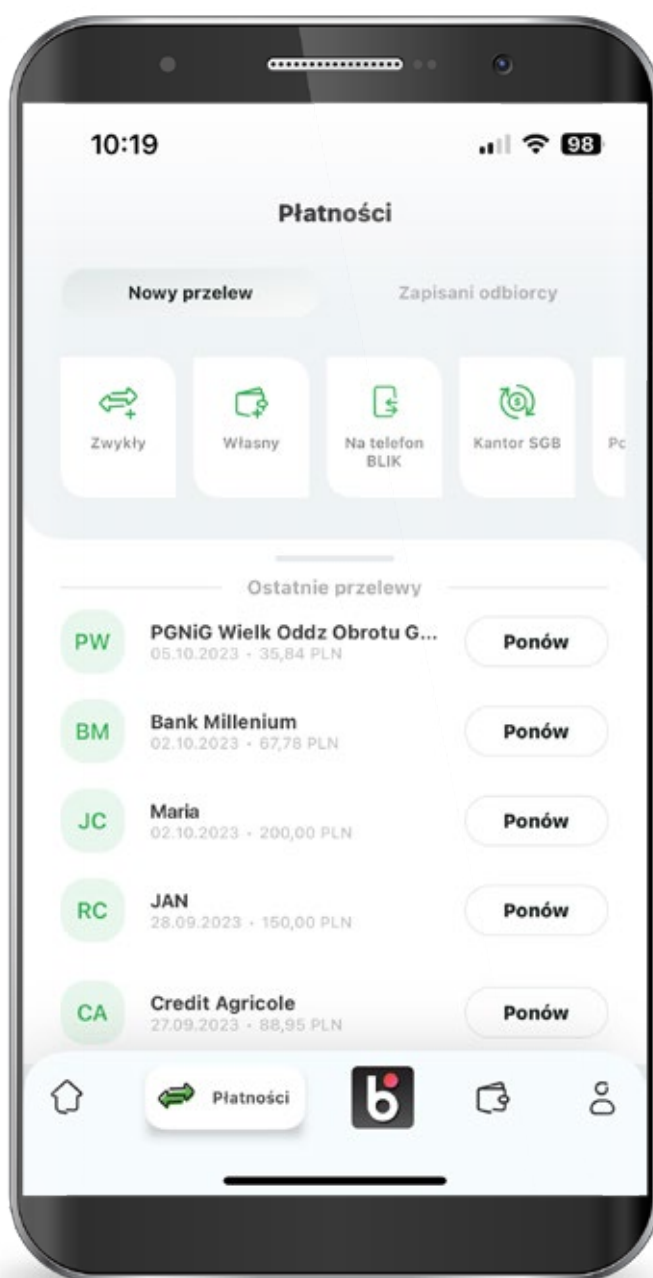 10:19
98
Płatności
Nowy przelew
Zapisani odbiorcy
Zwykły
Własny
Na telefon
BLIK
Kantor SGB
Ostatnie przelewy
PW
PGNiG Wielk Oddz Obrotu G...
05.10.2023 • 35,84 PLN
Ponów
BM
Bank Millenium
02.10.2023 • 67,78 PLN
Ponów
JC
Maria
02.10.2023 • 200,00 PLN
Ponów
RC
JAN
28.09.2023 • 150,00 PLN
Ponów
CA
Credit Agricole
27.09.2023 • 88,95 PLN
Ponów
Płatności
b